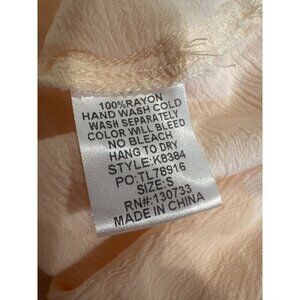 100%RAYON
HAND WASH COLD
WASH SEPARATELY
COLOR WILL BLEED
NO BLEACH
HANG TO DRY
STYLE:K8384
PO:TL78916
SIZE:S
RN#:130733
MADE IN CHINA